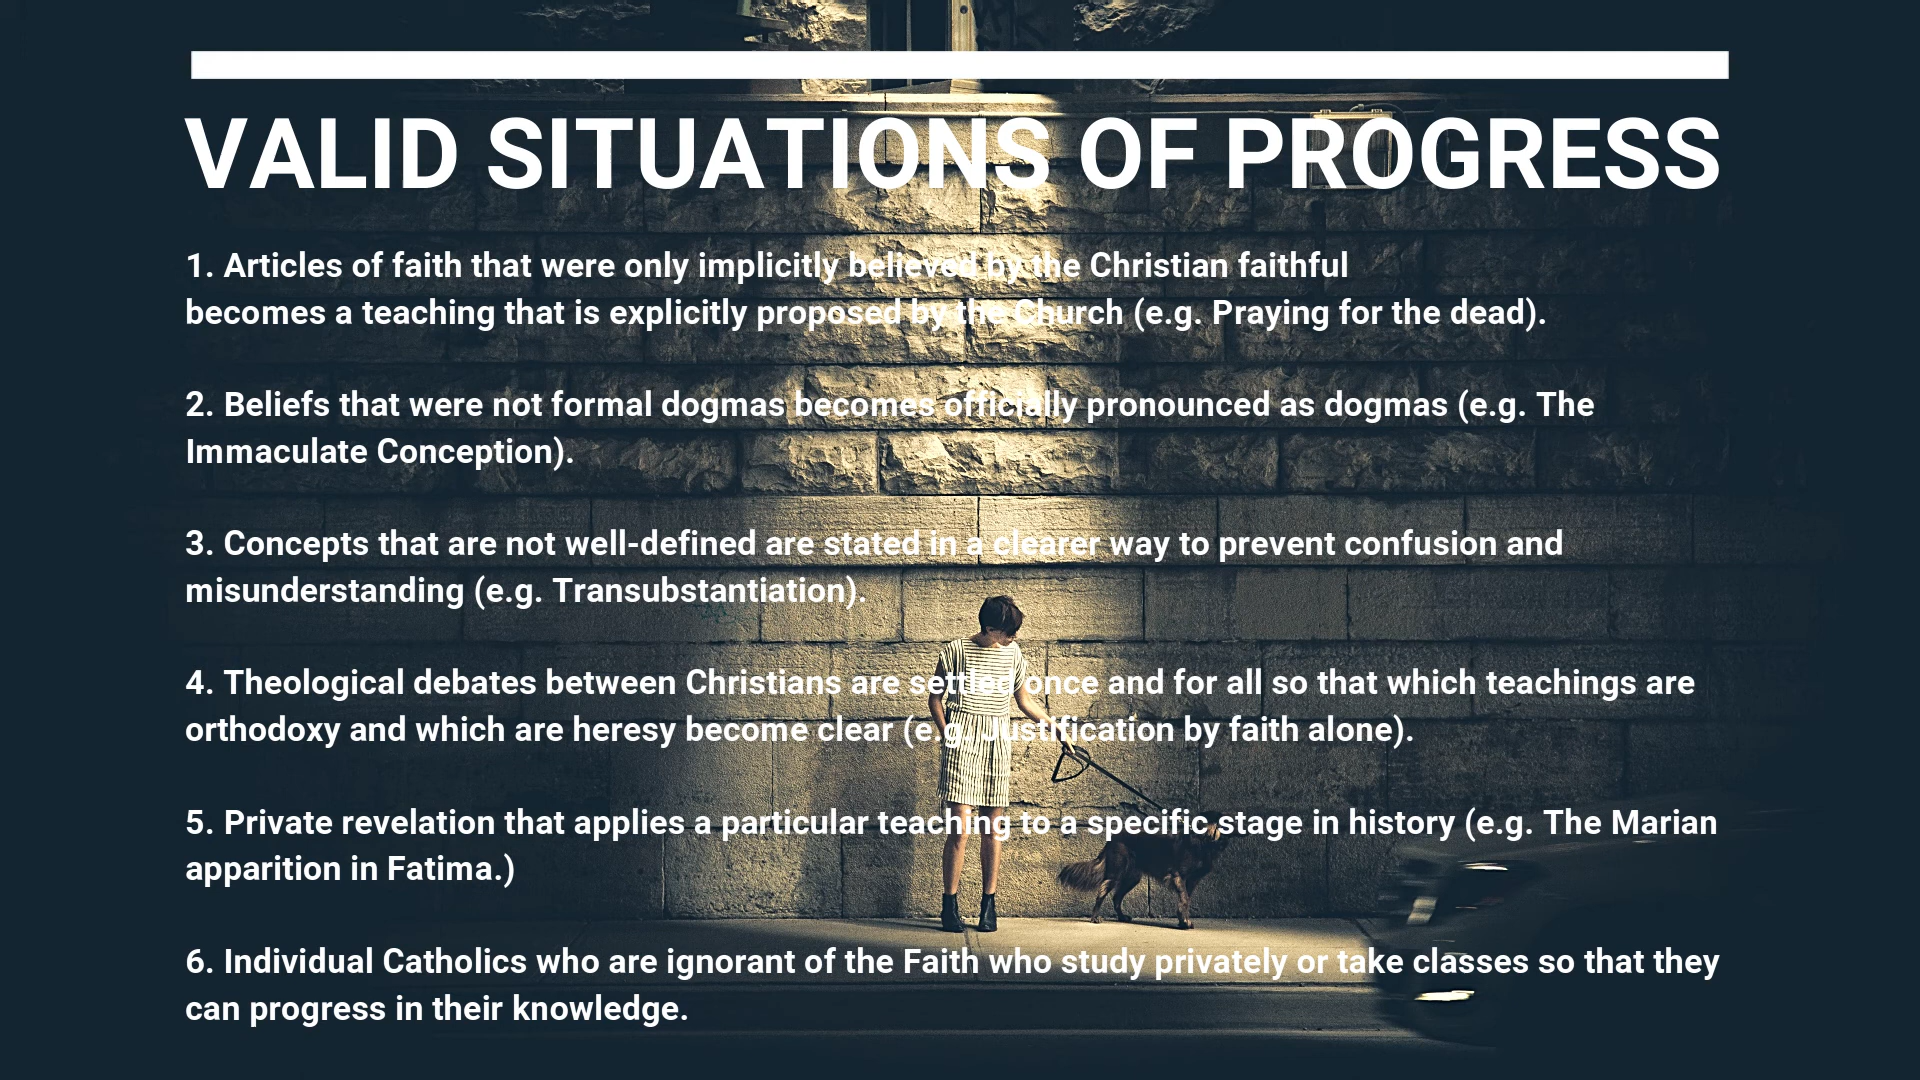 VALID SITUATIONS OF PROGRESS
1. Articles of faith that were only implicitly believed by the Christian faithful
becomes a teaching that is explicitly proposed by the Church (e.g. Praying for the dead).
2. Beliefs that were not formal dogmas becomes officially pronounced as dogmas (e.g. The
Immaculate Conception).
3. Concepts that are not well-defined are stated in a clearer way to prevent confusion and
misunderstanding (e.g. Transubstantiation).
4. Theological debates between Christians are settled once and for all so that which teachings are
orthodoxy and which are heresy become clear (e.g. Justification by faith alone).
5. Private revelation that applies a particular teaching to a specific stage in history (e.g. The Marian
apparition in Fatima.)
6. Individual Catholics who are ignorant of the Faith who study privately or take classes so that they
can progress in their knowledge.